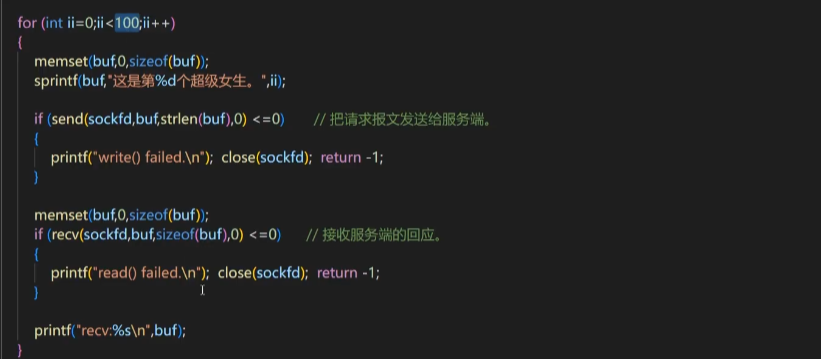 for (int ii=0;ii<100;ii++)
{
memset(buf,0,sizeof(buf));
sprintf(buf,"这是第%d个超级女生。",ii);
if (send(sockfd,buf,strlen(buf),0) <=0) // 把请求报文发送给服务端。
{
printf("write() failed.\n"); close(sockfd); return -1;
}
memset(buf,0,sizeof(buf));
if (recv(sockfd,buf,sizeof(buf),0) <=0) // 接收服务端的回应。
{
printf("read() failed.\n"); close(sockfd); return -1;
}
printf("recv:%s\n",buf);
}